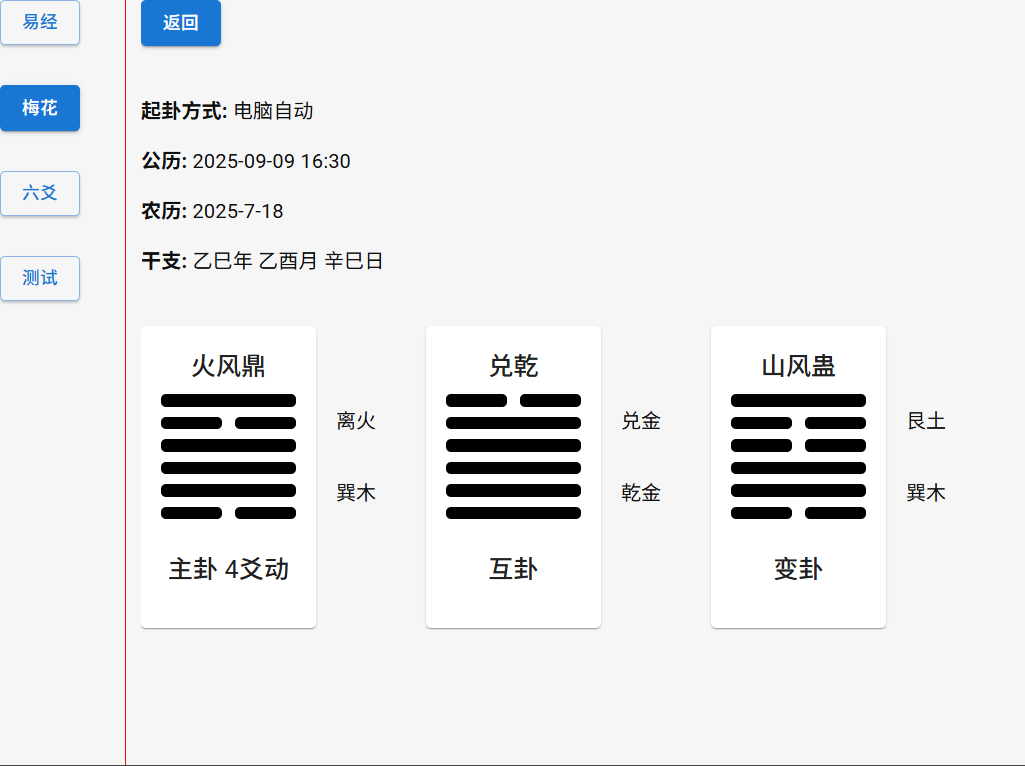 易经
梅花
六爻
测试
返回
起卦方式: 电脑自动
公历: 2025-09-09 16:30
农历: 2025-7-18
干支: 乙巳年 乙酉月 辛巳日
火风鼎
离火
巽木
主卦 4爻动
兑乾
兑金
乾金
互卦
山风蛊
艮土
巽木
变卦